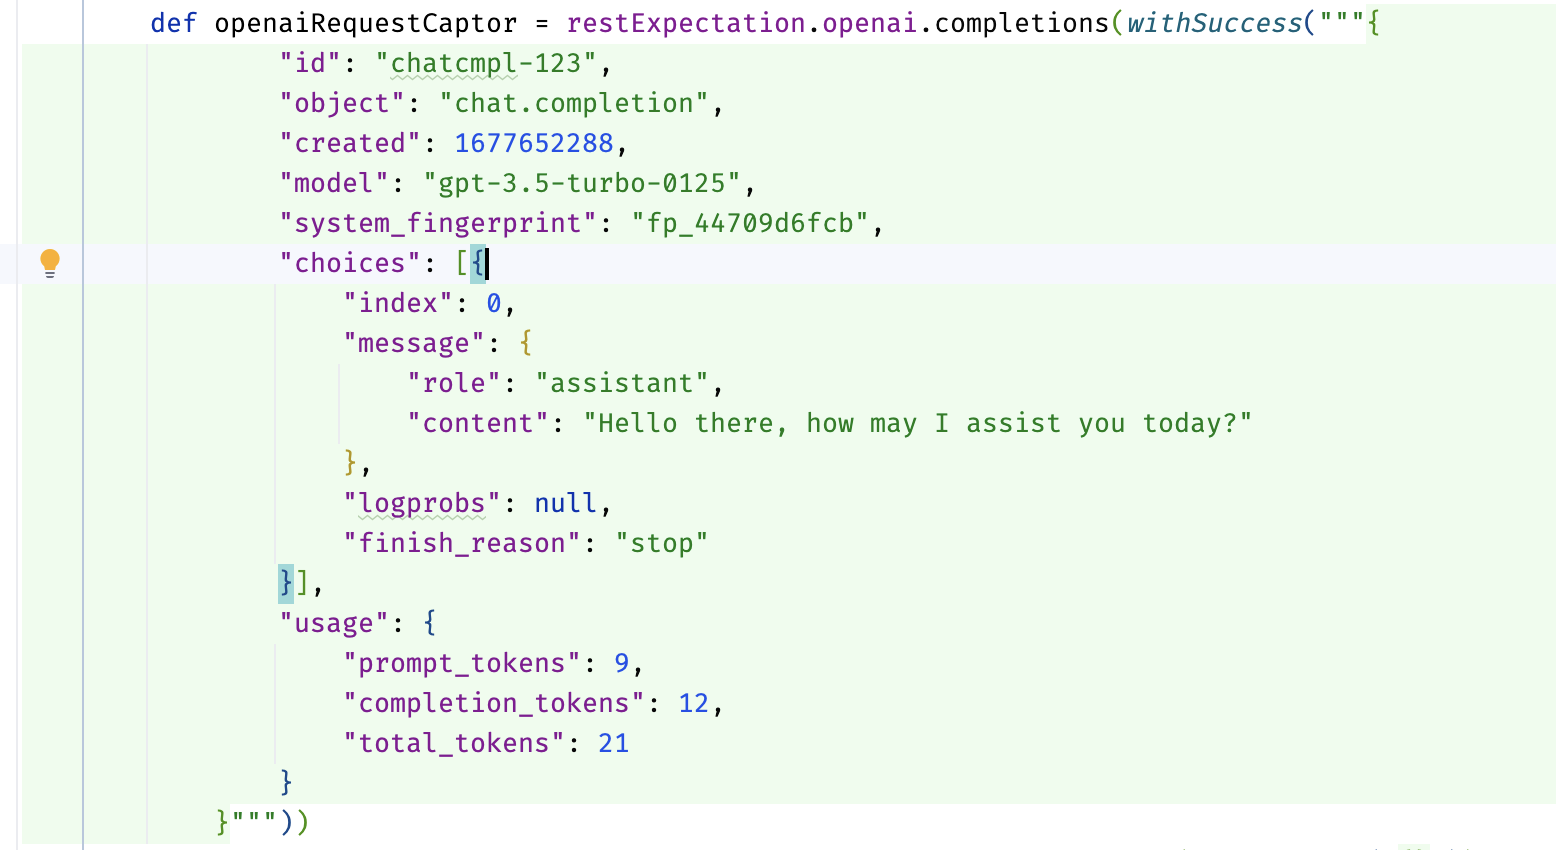 def openaiRequestCaptor = restExpectation.openai.completions(withSuccess("""{
"id": "chatcmpl-123",
"object": "chat.completion",
"created": 1677652288,
"model": "gpt-3.5-turbo-0125",
"system_fingerprint": "fp_44709d6fcb",
"choices": [{
"index": 0,
"message": {
"role": "assistant",
"content": "Hello there, how may I assist you today?"
},
"logprobs": null,
"finish_reason": "stop"
}],
"usage": {
"prompt_tokens": 9,
"completion_tokens": 12,
"total_tokens": 21
}
}"""))